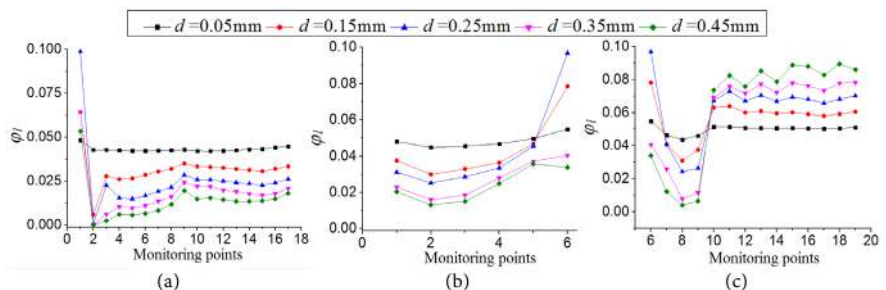 d =0.05mm d =0.15mm d =0.25mm d =0.35mm d =0.45mm
0.100
0.075
0.050
0.025
0.000
φl
0 2 4 6 8 10 12 14 16 18
Monitoring points
(a)
0.10
0.08
0.06
0.04
0.02
0.00
φl
0 2 4 6
Monitoring points
(b)
0.10
0.08
0.06
0.04
0.02
0.00
φl
6 8 10 12 14 16 18 20
Monitoring points
(c)